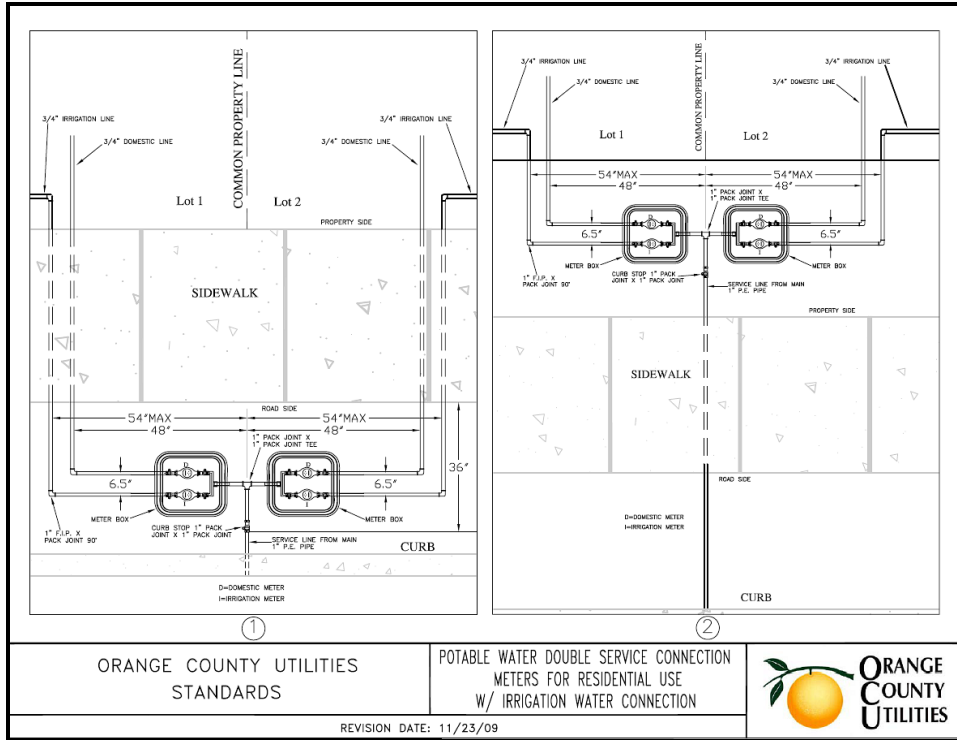 COMMON PROPERTY LINE
3/4" IRRIGATION LINE
3/4" IRRIGATION LINE
3/4" DOMESTIC LINE
3/4" DOMESTIC LINE
Lot 1
Lot 2
PROPERTY SIDE
SIDEWALK
ROAD SIDE
54"MAX
54"MAX
48"
48"
1" PACK JOINT X
1" PACK JOINT TEE
36"
D
D
6.5"
6.5"
I
I
METER BOX
METER BOX
1" F.I.P. X
PACK JOINT 90°
CURB STOP 1" PACK
JOINT X 1" PACK JOINT
SERVICE LINE FROM MAIN
1" P.E. PIPE
CURB
D=DOMESTIC METER
I=IRRIGATION METER
1
COMMON PROPERTY LINE
3/4" IRRIGATION LINE
3/4" IRRIGATION LINE
3/4" DOMESTIC LINE
3/4" DOMESTIC LINE
Lot 1
Lot 2
54"MAX
54"MAX
48"
48"
1" PACK JOINT X
1" PACK JOINT TEE
D
D
6.5"
6.5"
I
I
METER BOX
METER BOX
1" F.I.P. X
PACK JOINT 90°
CURB STOP 1" PACK
JOINT X 1" PACK JOINT
SERVICE LINE FROM MAIN
1" P.E. PIPE
PROPERTY SIDE
SIDEWALK
ROAD SIDE
D=DOMESTIC METER
I=IRRIGATION METER
CURB
2
ORANGE COUNTY UTILITIES
STANDARDS
POTABLE WATER DOUBLE SERVICE CONNECTION
METERS FOR RESIDENTIAL USE
W/ IRRIGATION WATER CONNECTION
REVISION DATE: 11/23/09
ORANGE
COUNTY
UTILITIES